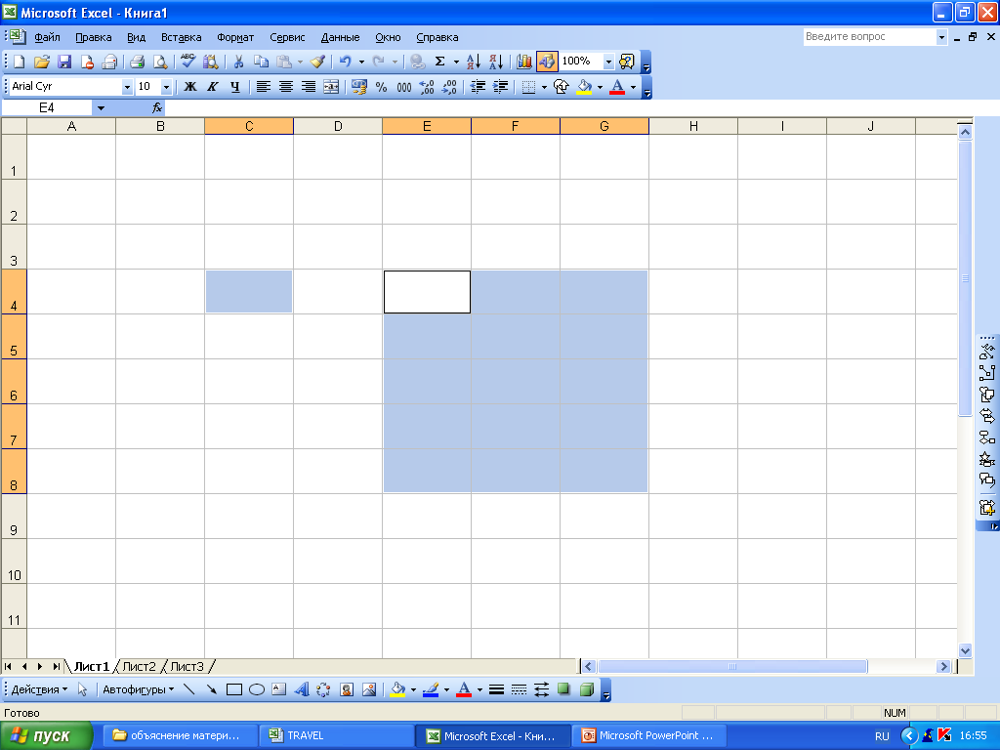 Microsoft Excel - Книга1
Файл Правка Вид Вставка Формат Сервис Данные Окно Справка Введите вопрос
100%
Arial Cyr 10 Ж К Ч % 000
E4 fx
A B C D E F G H I J
1
2
3
4
5
6
7
8
9
10
11
Лист1 Лист2 Лист3
Действия Автофигуры
Готово NUM
пуск объяснение матери... TRAVEL Microsoft Excel - Кни... Microsoft PowerPoint ... RU 16:55